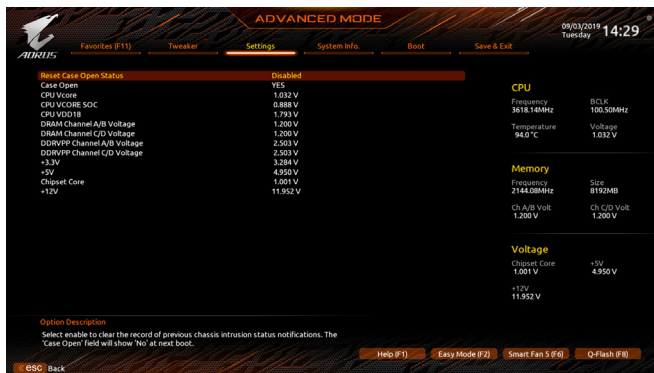 ADVANCED MODE
09/03/2019 Tuesday 14:29
AORUS
Favorites (F11) Tweaker Settings System Info. Boot Save & Exit
Reset Case Open Status Disabled
Case Open YES
CPU Vcore 1.032 V
CPU VCORE SOC 0.888 V
CPU VDD18 1.793 V
DRAM Channel A/B Voltage 1.200 V
DRAM Channel C/D Voltage 1.200 V
DDRVPP Channel A/B Voltage 2.503 V
DDRVPP Channel C/D Voltage 2.503 V
+3.3V 3.284 V
+5V 4.950 V
Chipset Core 1.001 V
+12V 11.952 V
CPU
Frequency BCLK
3618.14MHz 100.50MHz
Temperature Voltage
94.0°C 1.032 V
Memory
Frequency Size
2144.08MHz 8192MB
Ch A/B Volt Ch C/D Volt
1.200 V 1.200 V
Voltage
Chipset Core +5V
1.001 V 4.950 V
+12V
11.952 V
Option Description
Select enable to clear the record of previous chassis intrusion status notifications. The
'Case Open' field will show 'No' at next boot.
Help (F1) Easy Mode (F2) Smart Fan 5 (F6) Q-Flash (F8)
esc Back